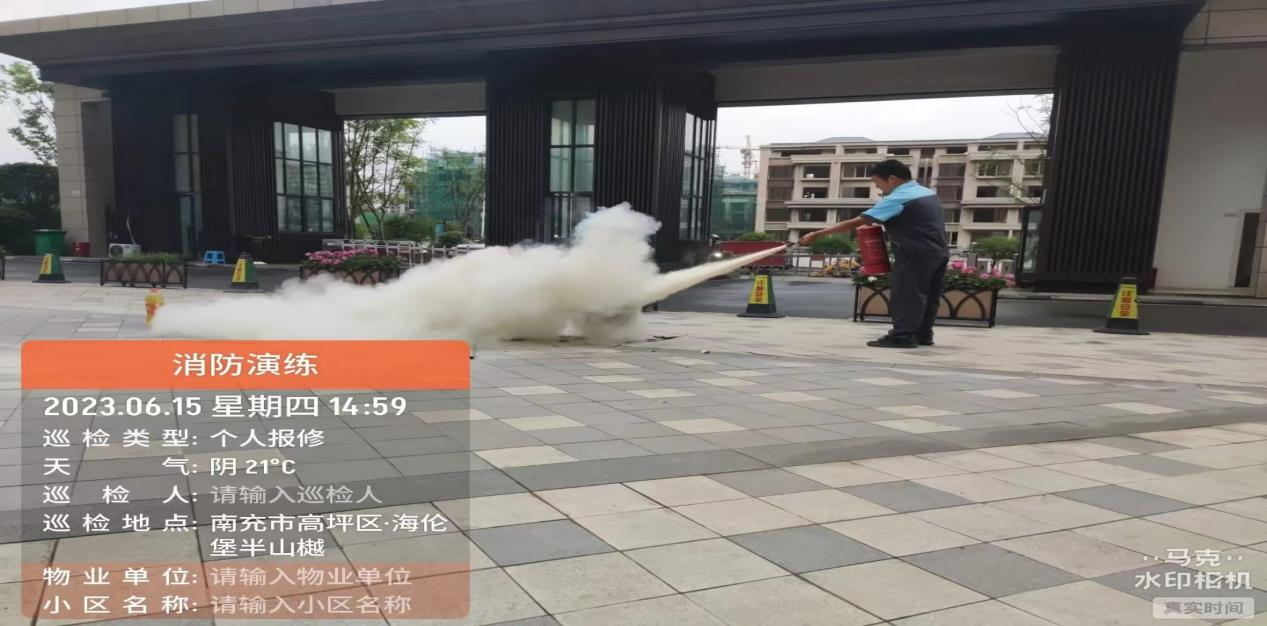 消防演练
2023.06.15 星期四 14:59
巡检类型: 个人报修
天气: 阴 21°C
巡检人: 请输入巡检人
巡检地点: 南充市高坪区·海伦
堡半山樾
物业单位: 请输入物业单位
小区名称: 请输入小区名称
马克
水印相机
真实时间